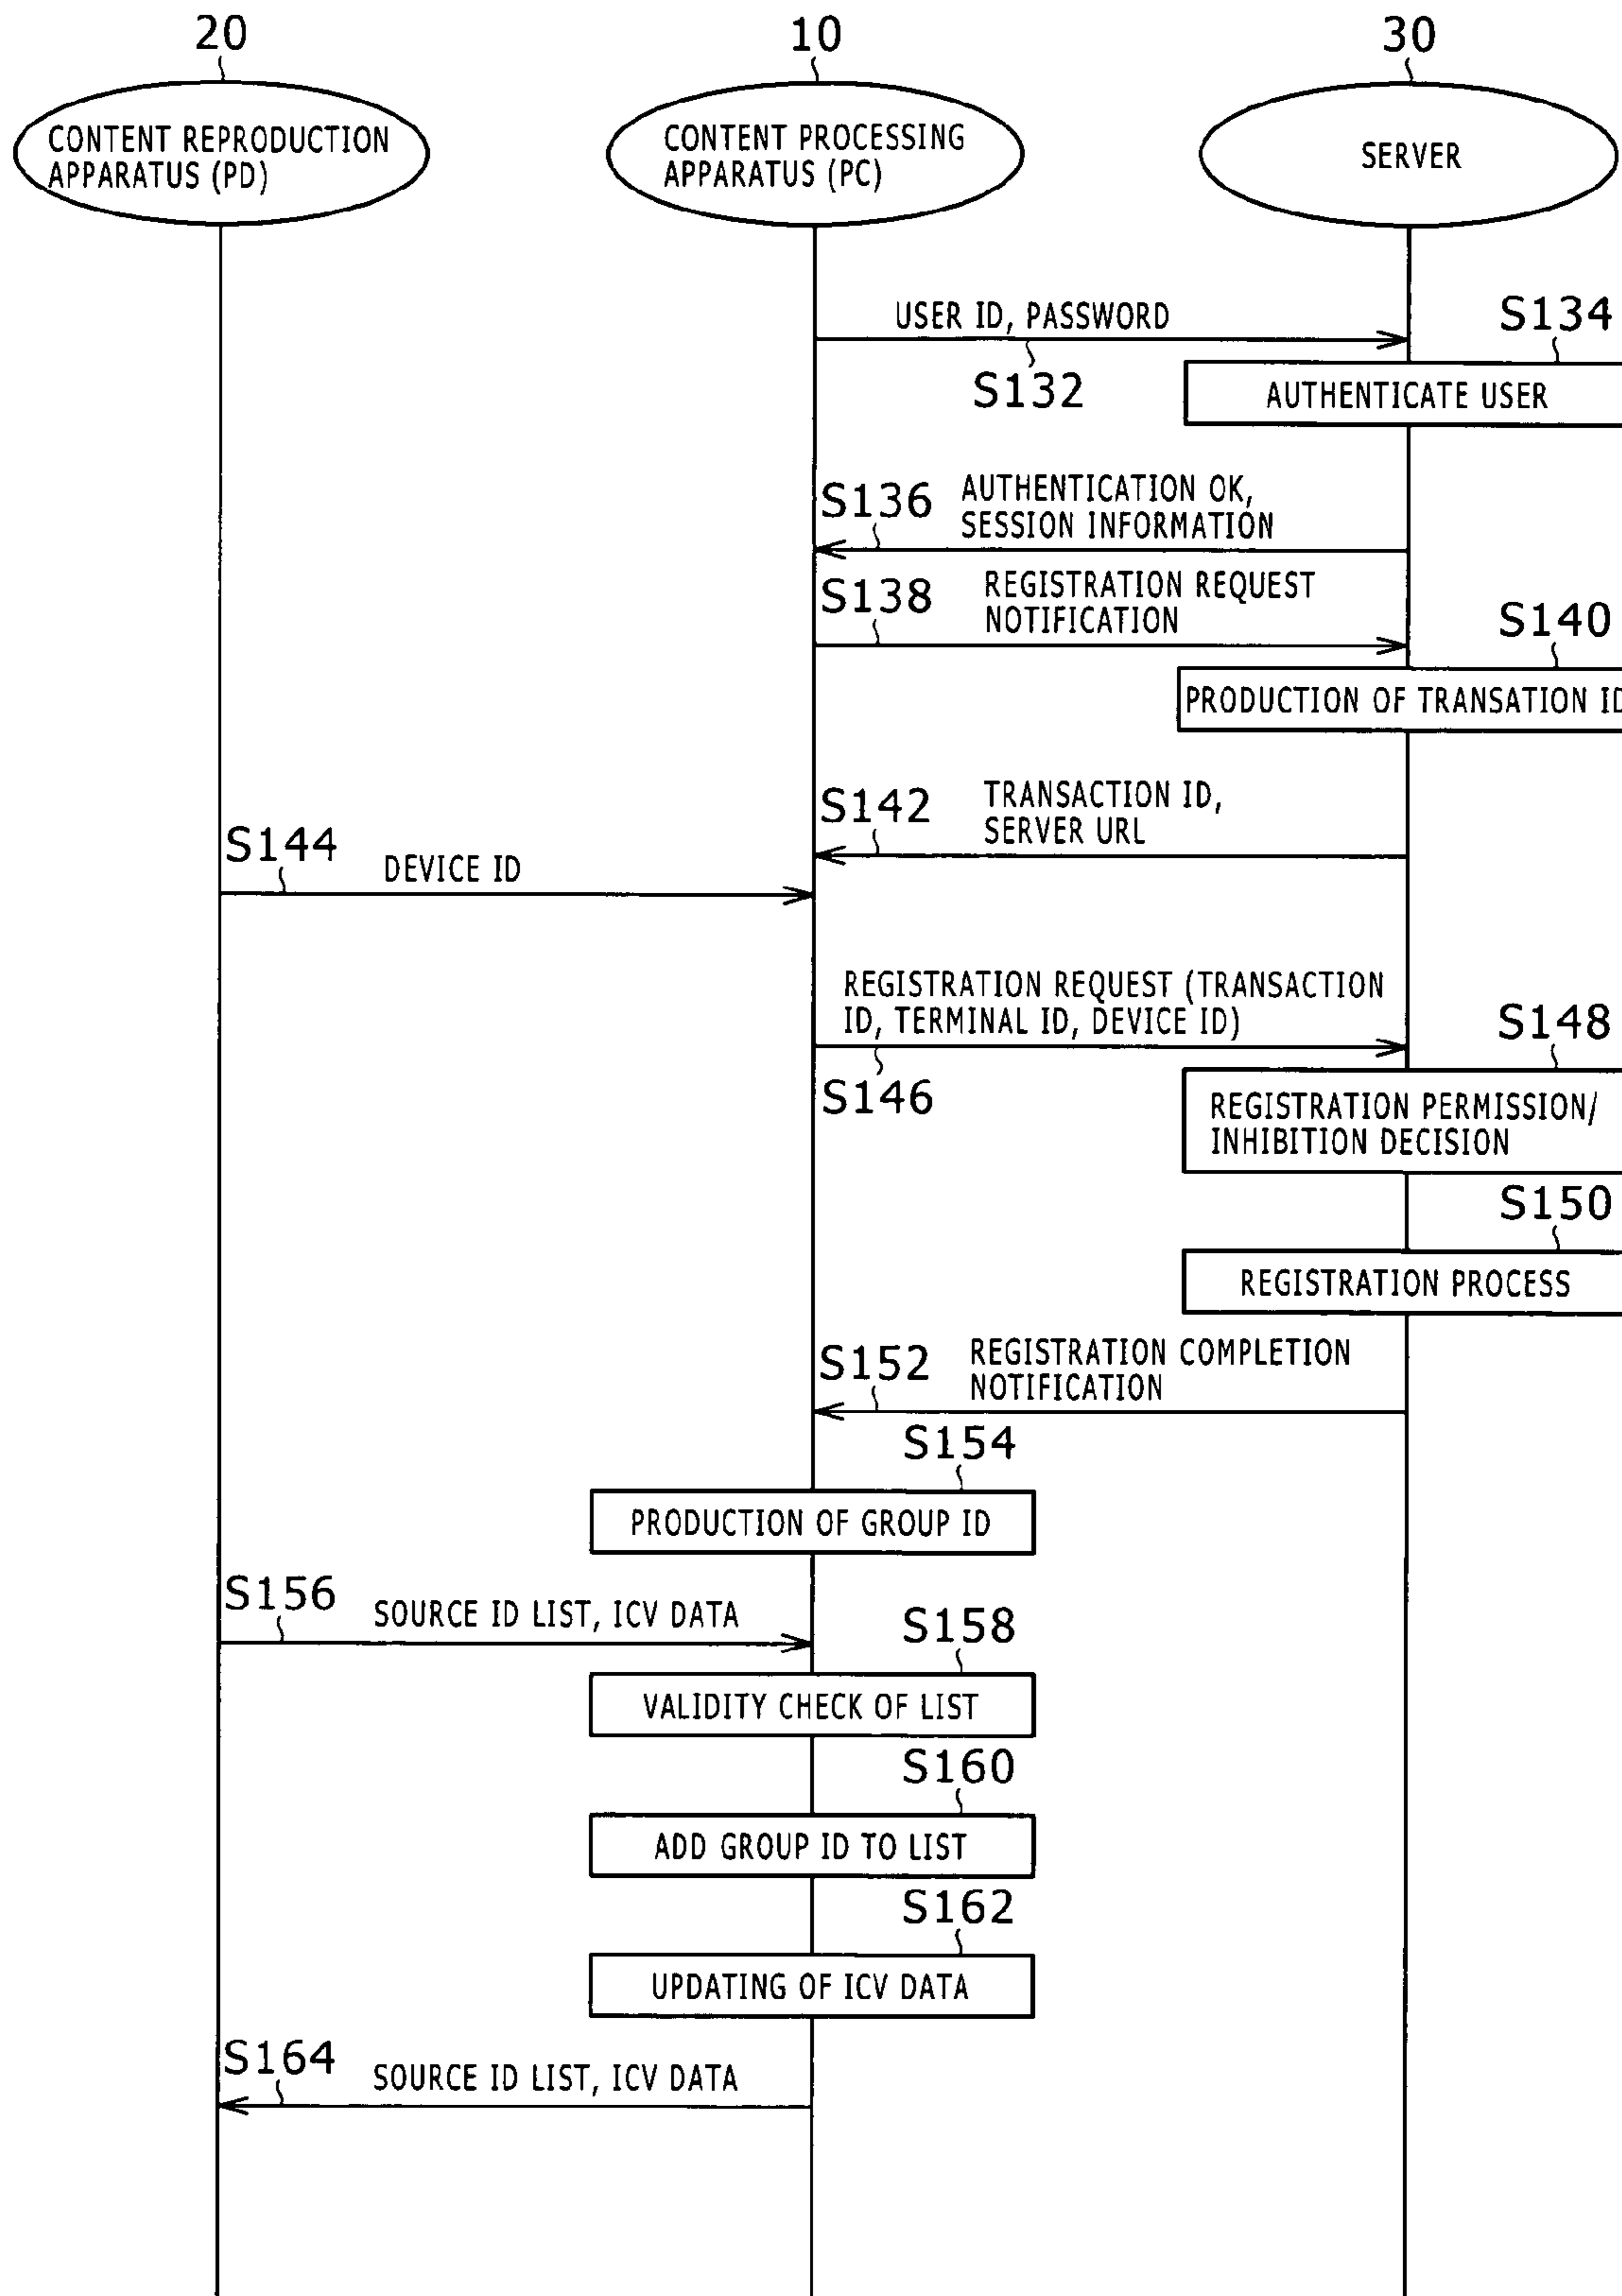 20
10
30
CONTENT REPRODUCTION
APPARATUS (PD)
CONTENT PROCESSING
APPARATUS (PC)
SERVER
USER ID, PASSWORD
S132
S134
AUTHENTICATE USER
S136
AUTHENTICATION OK,
SESSION INFORMATION
S138
REGISTRATION REQUEST
NOTIFICATION
S140
PRODUCTION OF TRANSATION ID
S142
TRANSACTION ID,
SERVER URL
S144
DEVICE ID
REGISTRATION REQUEST (TRANSACTION
ID, TERMINAL ID, DEVICE ID)
S146
S148
REGISTRATION PERMISSION/
INHIBITION DECISION
S150
REGISTRATION PROCESS
S152
REGISTRATION COMPLETION
NOTIFICATION
S154
PRODUCTION OF GROUP ID
S156
SOURCE ID LIST, ICV DATA
S158
VALIDITY CHECK OF LIST
S160
ADD GROUP ID TO LIST
S162
UPDATING OF ICV DATA
S164
SOURCE ID LIST, ICV DATA